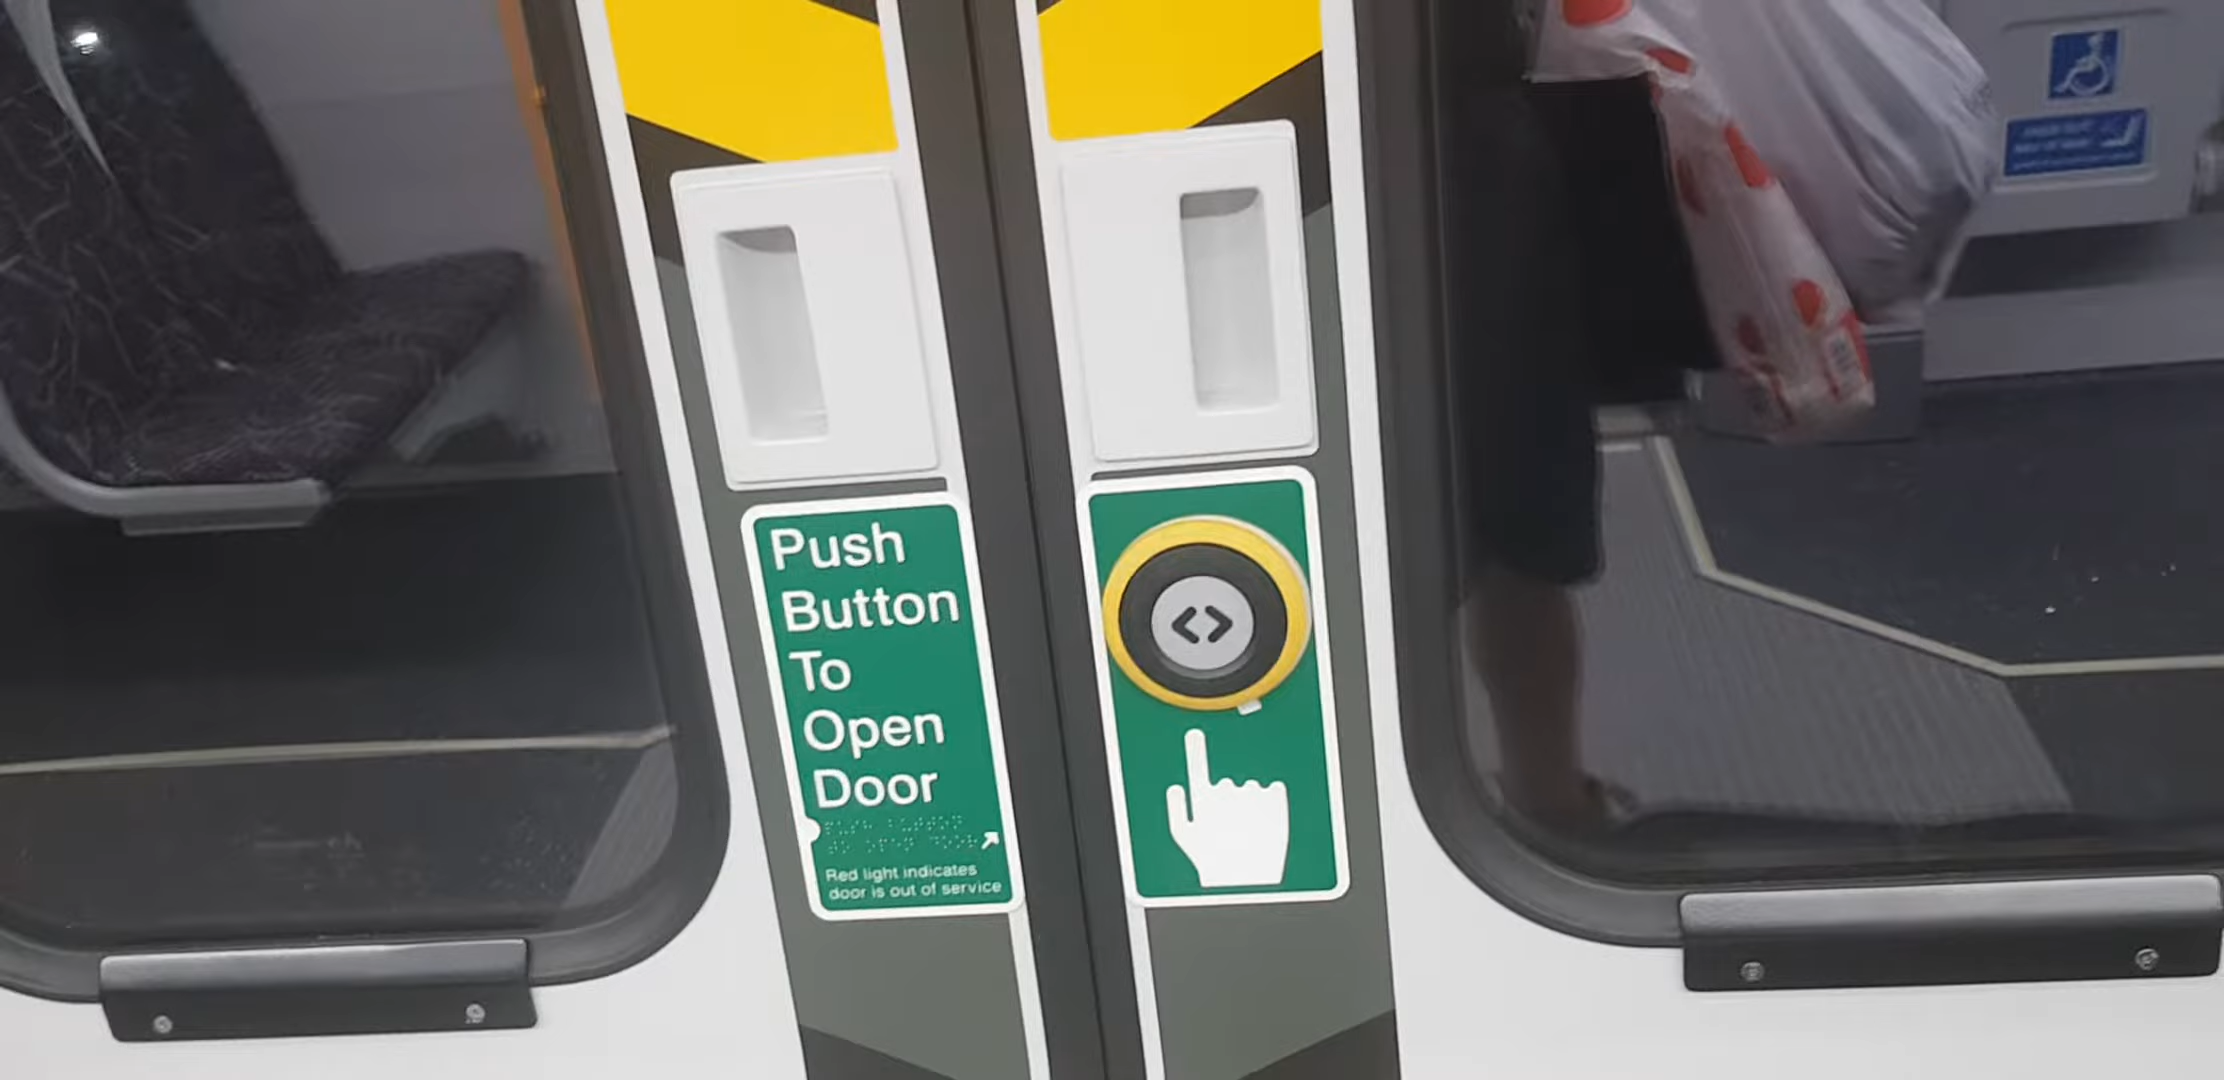 Push
Button
To
Open
Door
Red light indicates
door is out of service